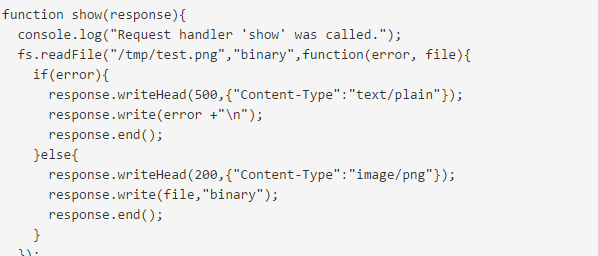 function show(response){
  console.log("Request handler 'show' was called.");
  fs.readFile("/tmp/test.png","binary",function(error, file){
    if(error){
      response.writeHead(500,{"Content-Type":"text/plain"});
      response.write(error +"\n");
      response.end();
    }else{
      response.writeHead(200,{"Content-Type":"image/png"});
      response.write(file,"binary");
      response.end();
    }
  });